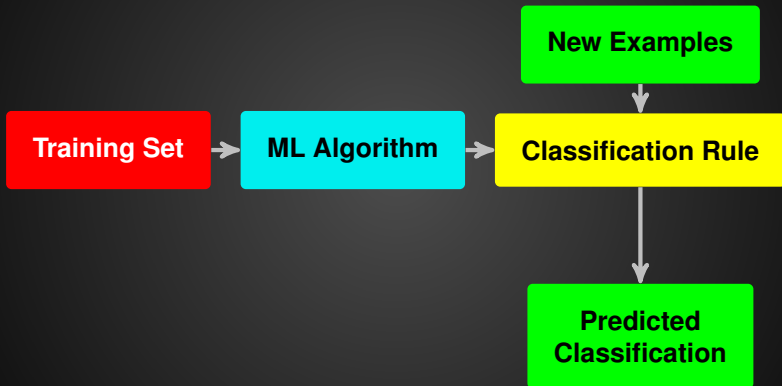 New Examples
Training Set
ML Algorithm
Classification Rule
Predicted
Classification